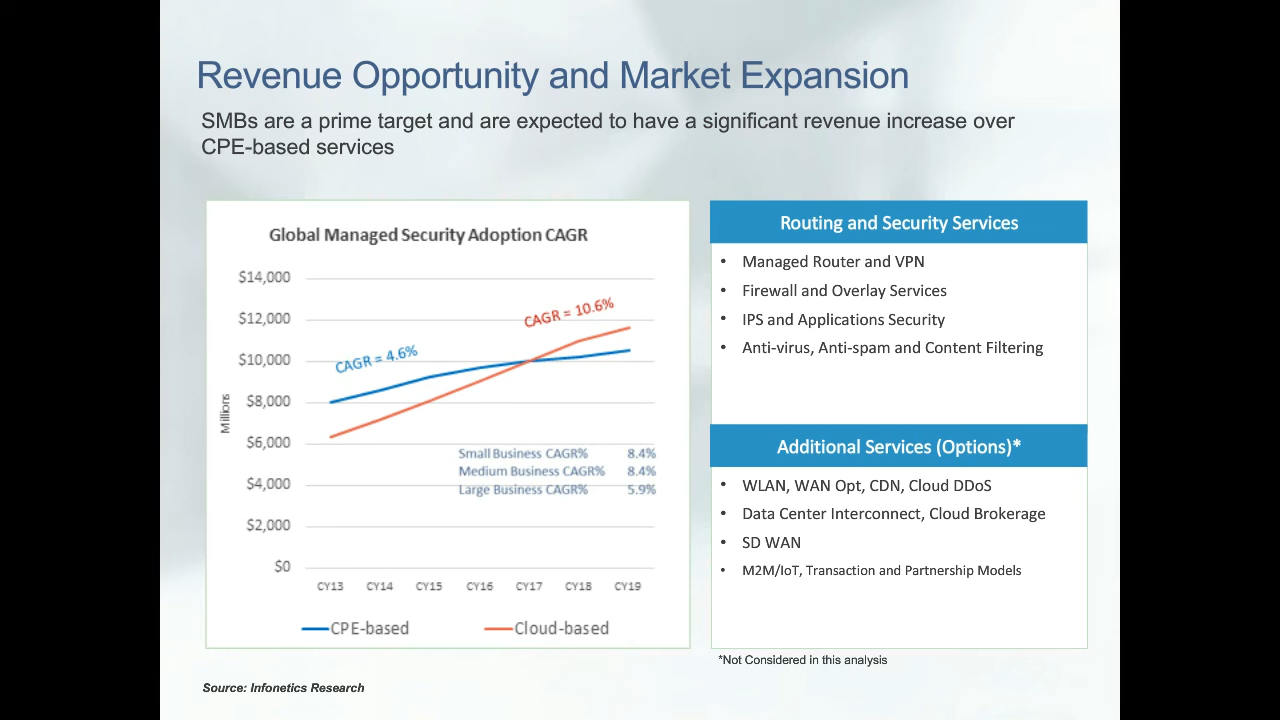 Revenue Opportunity and Market Expansion
SMBs are a prime target and are expected to have a significant revenue increase over
CPE-based services
Global Managed Security Adoption CAGR
$14,000
$12,000
$10,000
$8,000
$6,000
$4,000
$2,000
$0
Millions
CAGR = 4.6%
CAGR = 10.6%
Small Business CAGR% 8.4%
Medium Business CAGR% 8.4%
Large Business CAGR% 5.9%
CY13 CY14 CY15 CY16 CY17 CY18 CY19
CPE-based Cloud-based
Routing and Security Services
• Managed Router and VPN
• Firewall and Overlay Services
• IPS and Applications Security
• Anti-virus, Anti-spam and Content Filtering
Additional Services (Options)*
• WLAN, WAN Opt, CDN, Cloud DDoS
• Data Center Interconnect, Cloud Brokerage
• SD WAN
• M2M/IoT, Transaction and Partnership Models
*Not Considered in this analysis
Source: Infonetics Research